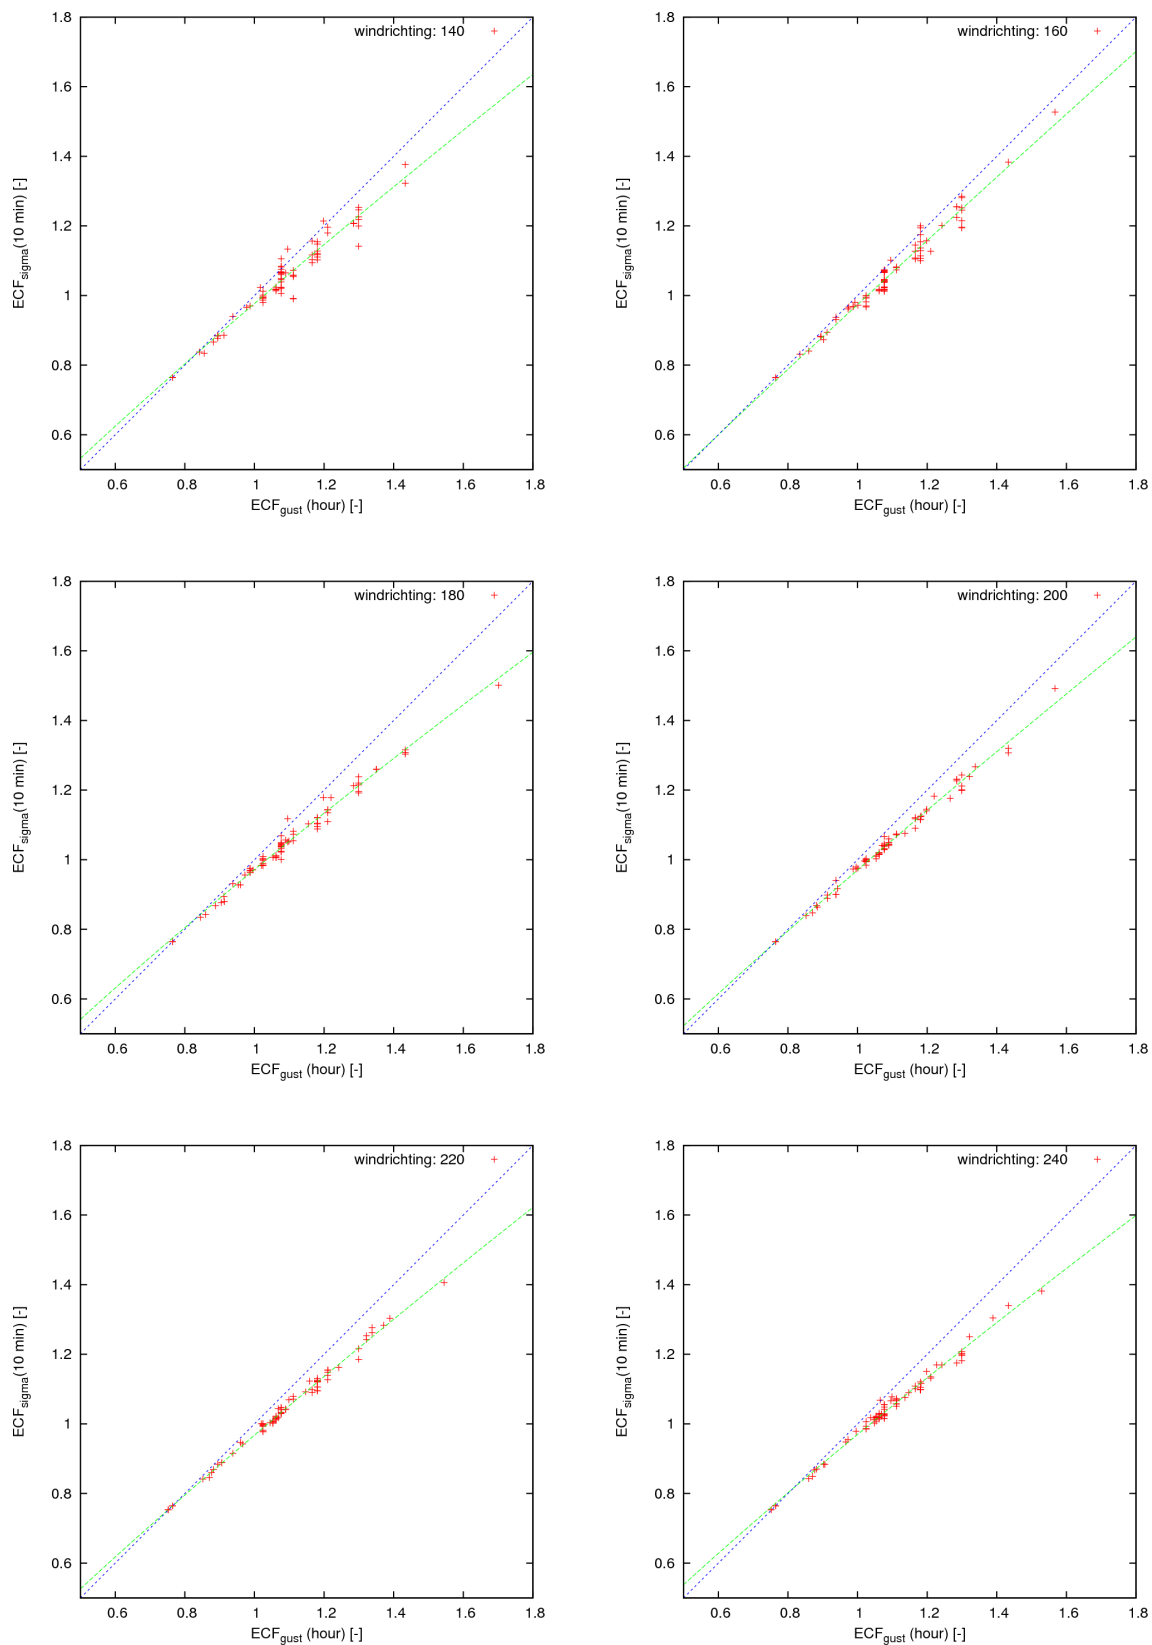 windrichting: 140
1.8
1.6
1.4
1.2
1
0.8
0.6
ECFsigma(10 min) [-]
0.6 0.8 1 1.2 1.4 1.6 1.8
ECFgust (hour) [-]
windrichting: 160
1.8
1.6
1.4
1.2
1
0.8
0.6
ECFsigma(10 min) [-]
0.6 0.8 1 1.2 1.4 1.6 1.8
ECFgust (hour) [-]
windrichting: 180
1.8
1.6
1.4
1.2
1
0.8
0.6
ECFsigma(10 min) [-]
0.6 0.8 1 1.2 1.4 1.6 1.8
ECFgust (hour) [-]
windrichting: 200
1.8
1.6
1.4
1.2
1
0.8
0.6
ECFsigma(10 min) [-]
0.6 0.8 1 1.2 1.4 1.6 1.8
ECFgust (hour) [-]
windrichting: 220
1.8
1.6
1.4
1.2
1
0.8
0.6
ECFsigma(10 min) [-]
0.6 0.8 1 1.2 1.4 1.6 1.8
ECFgust (hour) [-]
windrichting: 240
1.8
1.6
1.4
1.2
1
0.8
0.6
ECFsigma(10 min) [-]
0.6 0.8 1 1.2 1.4 1.6 1.8
ECFgust (hour) [-]